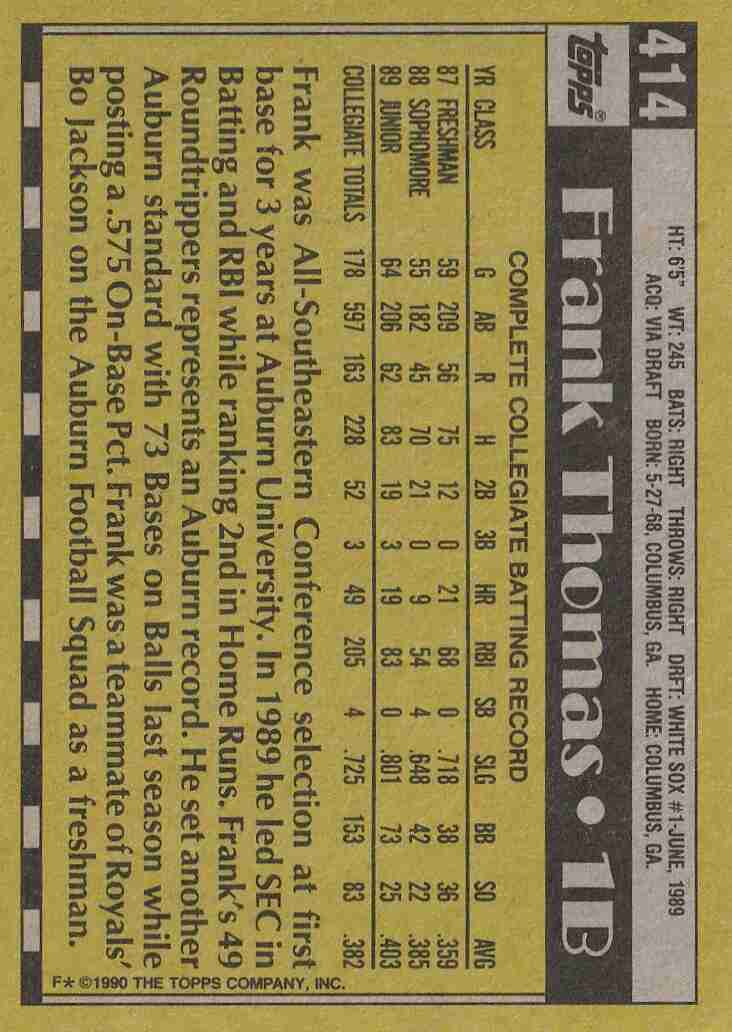 414
HT: 6'5" WT: 245 BATS: RIGHT THROWS: RIGHT DRFT: WHITE SOX #1-JUNE, 1989
ACQ: VIA DRAFT BORN: 5-27-68, COLUMBUS, GA. HOME: COLUMBUS, GA.
topps® Frank Thomas • 1B
COMPLETE COLLEGIATE BATTING RECORD
YR CLASS G AB R H 2B 3B HR RBI SB SLG BB SO AVG
87 FRESHMAN 59 209 56 75 12 0 21 68 0 .718 38 36 .359
88 SOPHOMORE 55 182 45 70 21 0 9 54 4 .648 42 22 .385
89 JUNIOR 64 206 62 83 19 3 19 83 0 .801 73 25 .403
COLLEGIATE TOTALS 178 597 163 228 52 3 49 205 4 .725 153 83 .382
Frank was All-Southeastern Conference selection at first
base for 3 years at Auburn University. In 1989 he led SEC in
Batting and RBI while ranking 2nd in Home Runs. Frank's 49
Roundtrippers represents an Auburn record. He set another
Auburn standard with 73 Bases on Balls last season while
posting a .575 On-Base Pct. Frank was a teammate of Royals'
Bo Jackson on the Auburn Football Squad as a freshman.
F* ©1990 THE TOPPS COMPANY, INC.